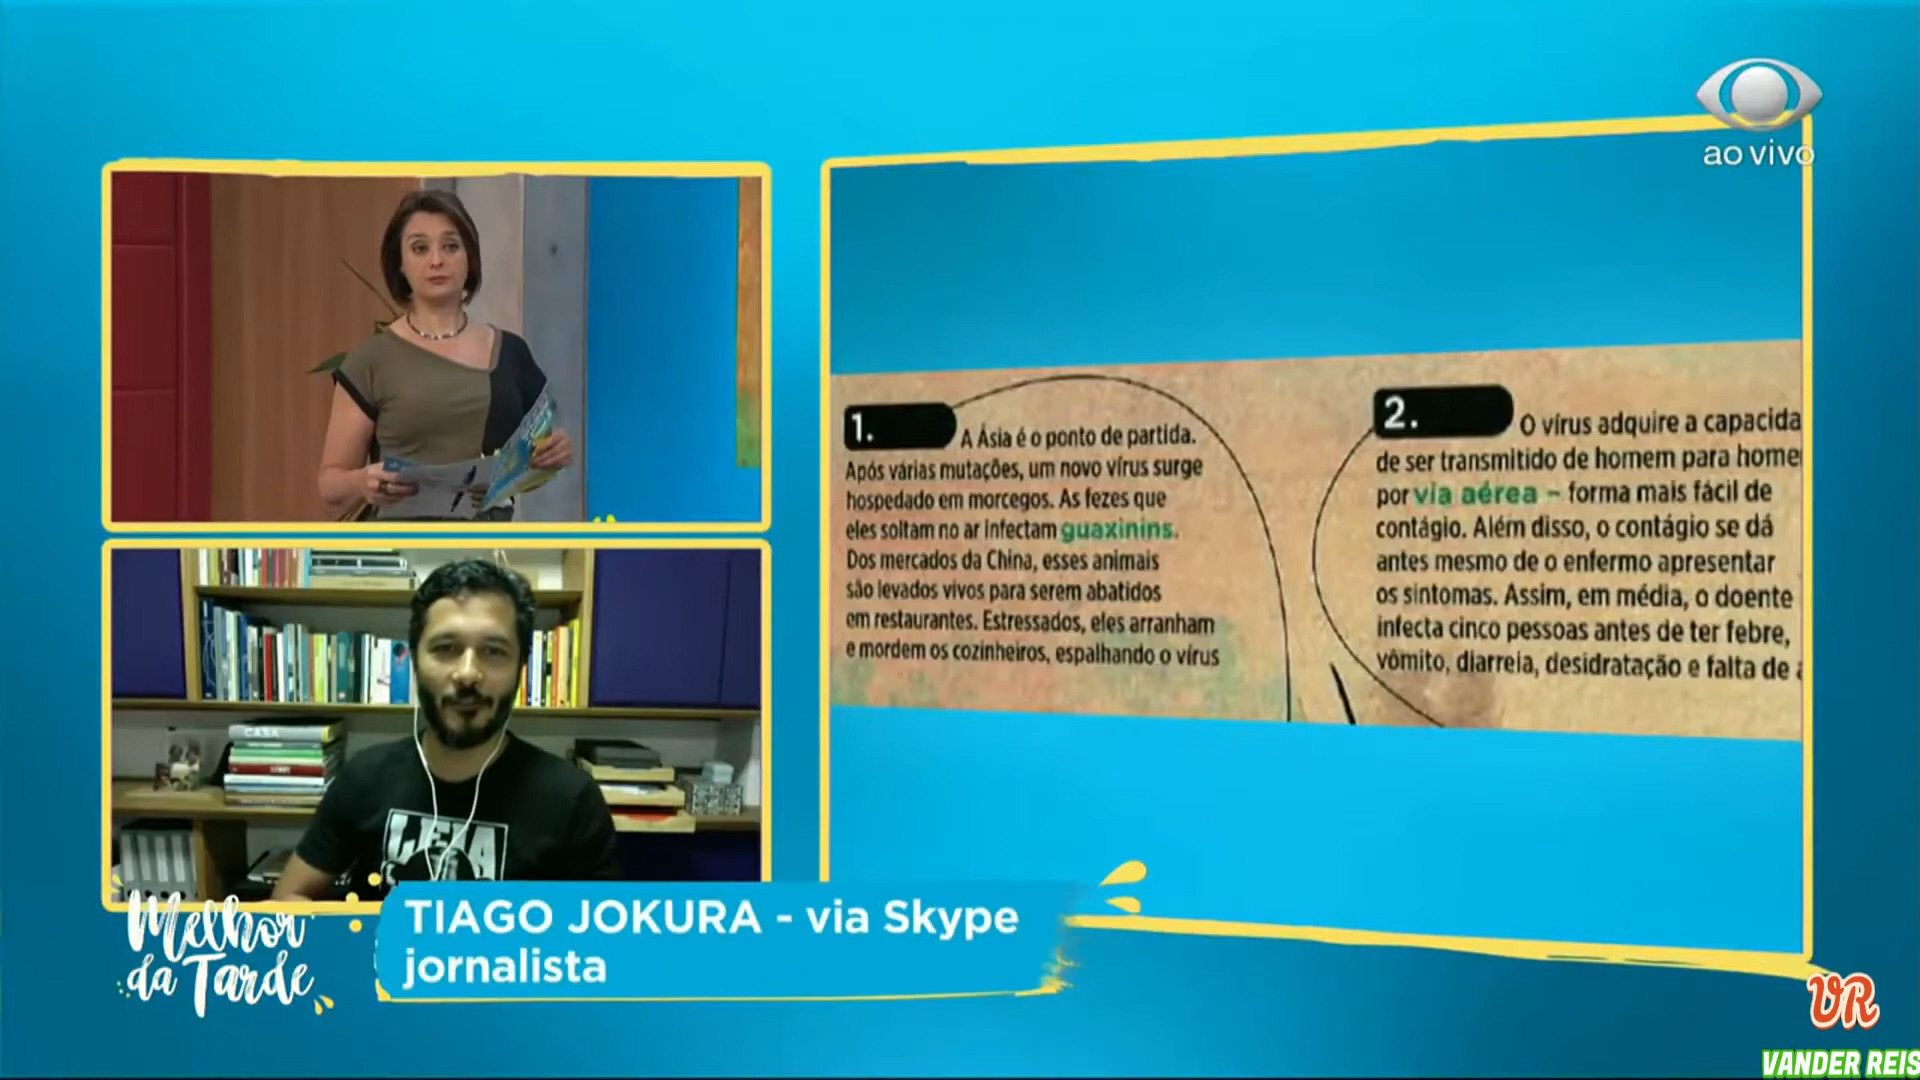 ao vivo
1.
A Ásia é o ponto de partida.
Após várias mutações, um novo vírus surge
hospedado em morcegos. As fezes que
eles soltam no ar infectam guaxinins.
Dos mercados da China, esses animais
são levados vivos para serem abatidos
em restaurantes. Estressados, eles arranham
e mordem os cozinheiros, espalhando o vírus
2.
O vírus adquire a capacida
de ser transmitido de homem para home
por via aérea – forma mais fácil de
contágio. Além disso, o contágio se dá
antes mesmo de o enfermo apresentar
os sintomas. Assim, em média, o doente
infecta cinco pessoas antes de ter febre,
vômito, diarreia, desidratação e falta de
CASA
LEIA
Melhor
da Tarde
TIAGO JOKURA - via Skype
jornalista
VR
VANDER REIS